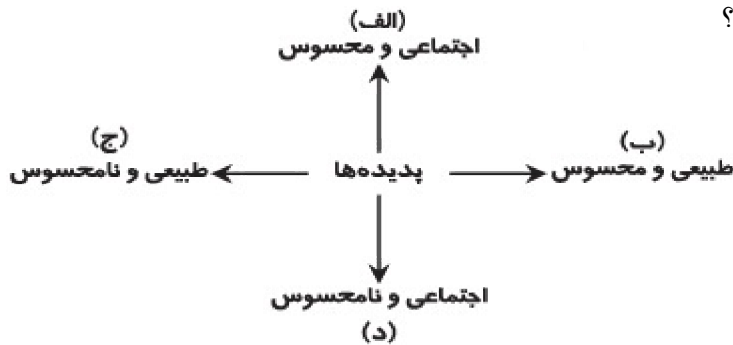 ؟
(الف)
اجتماعی و محسوس
(ب)
طبیعی و محسوس
پدیده‌ها
(ج)
طبیعی و نامحسوس
اجتماعی و نامحسوس
(د)